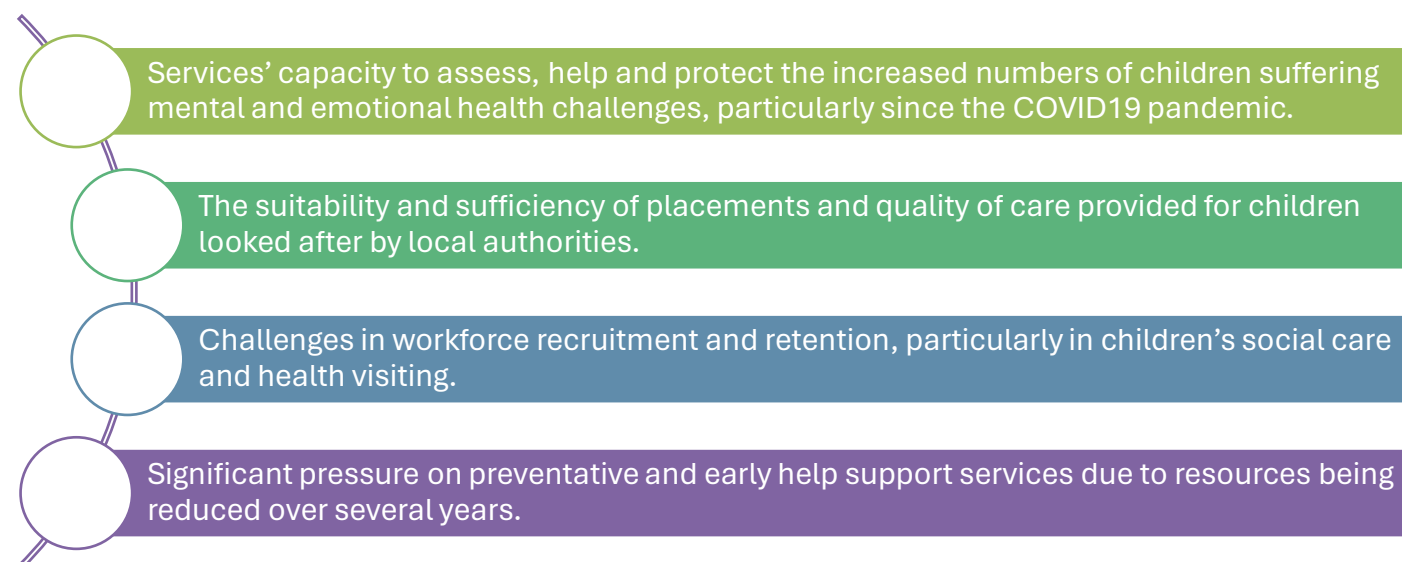 Services’ capacity to assess, help and protect the increased numbers of children suffering
mental and emotional health challenges, particularly since the COVID19 pandemic.
The suitability and sufficiency of placements and quality of care provided for children
looked after by local authorities.
Challenges in workforce recruitment and retention, particularly in children’s social care
and health visiting.
Significant pressure on preventative and early help support services due to resources being
reduced over several years.